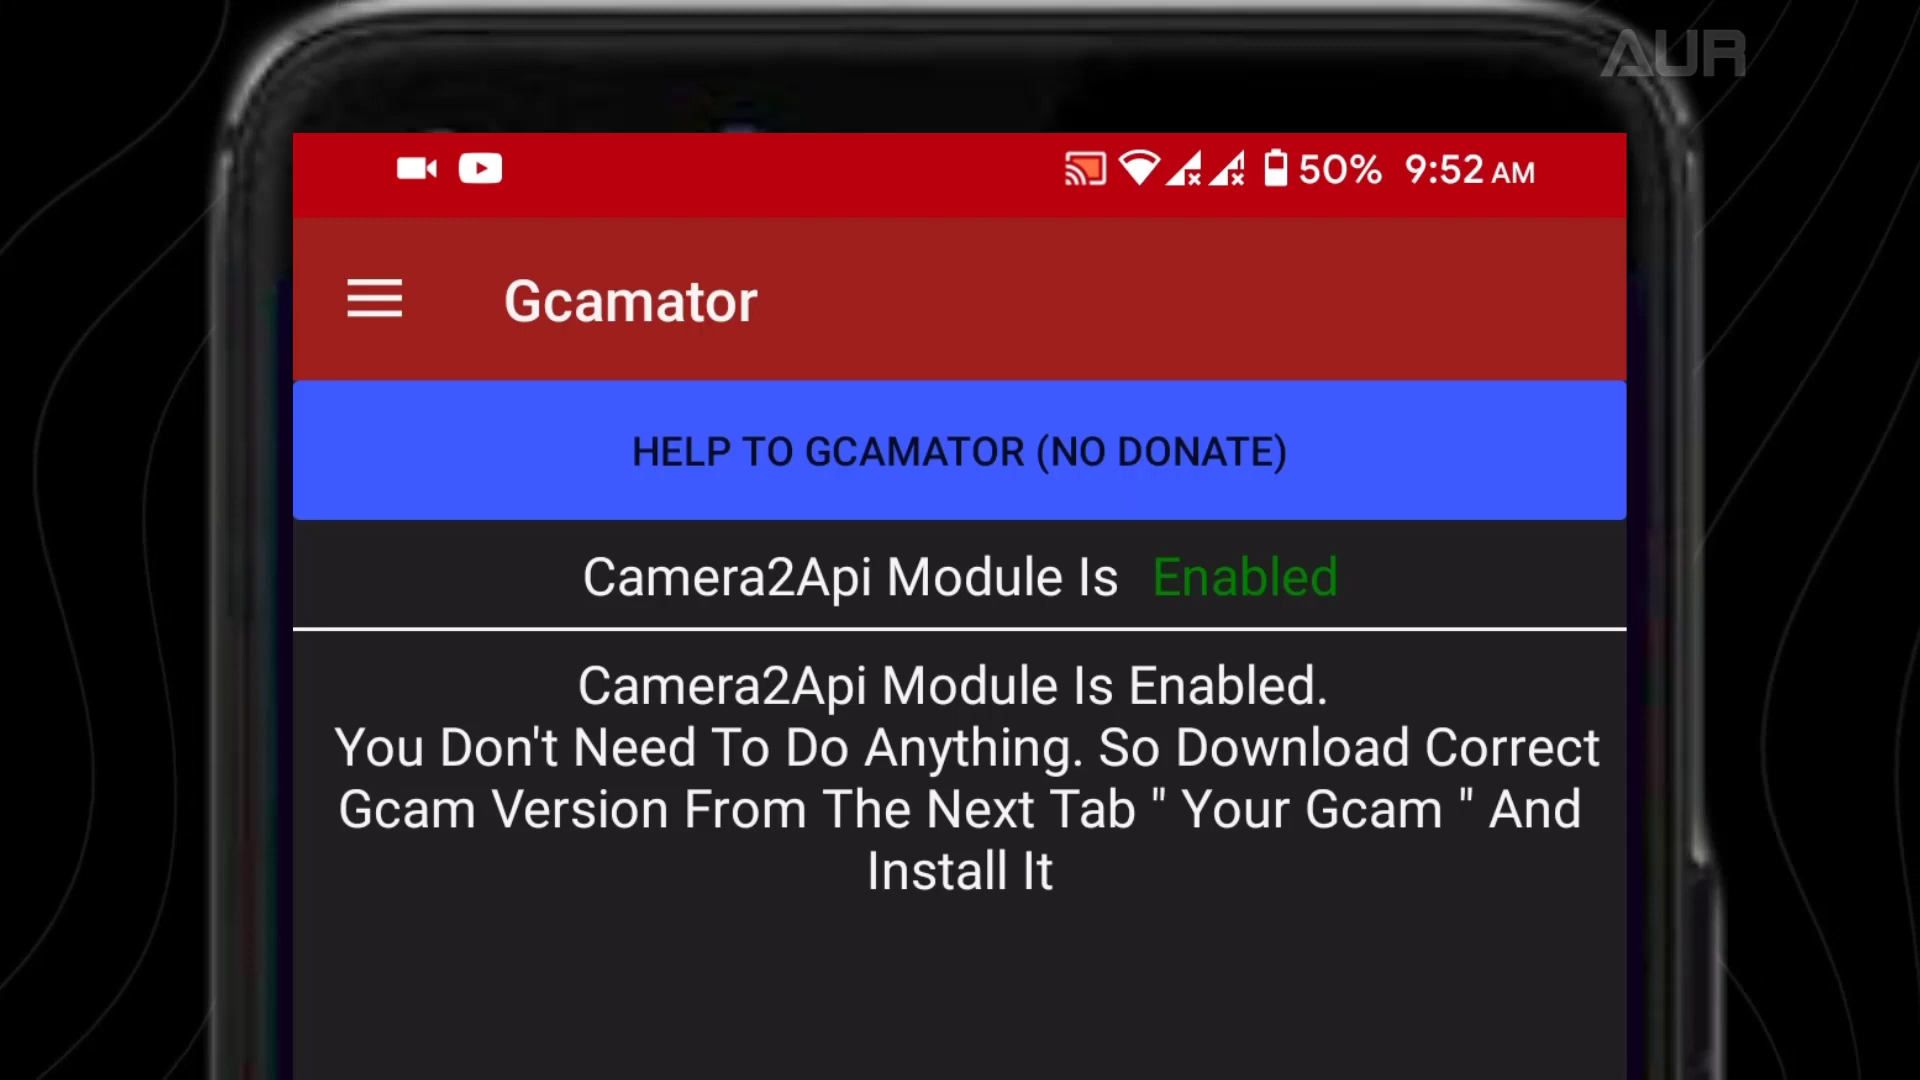 AUR
50% 9:52 AM
Gcamator
HELP TO GCAMATOR (NO DONATE)
Camera2Api Module Is Enabled
Camera2Api Module Is Enabled.
You Don't Need To Do Anything. So Download Correct
Gcam Version From The Next Tab " Your Gcam " And
Install It